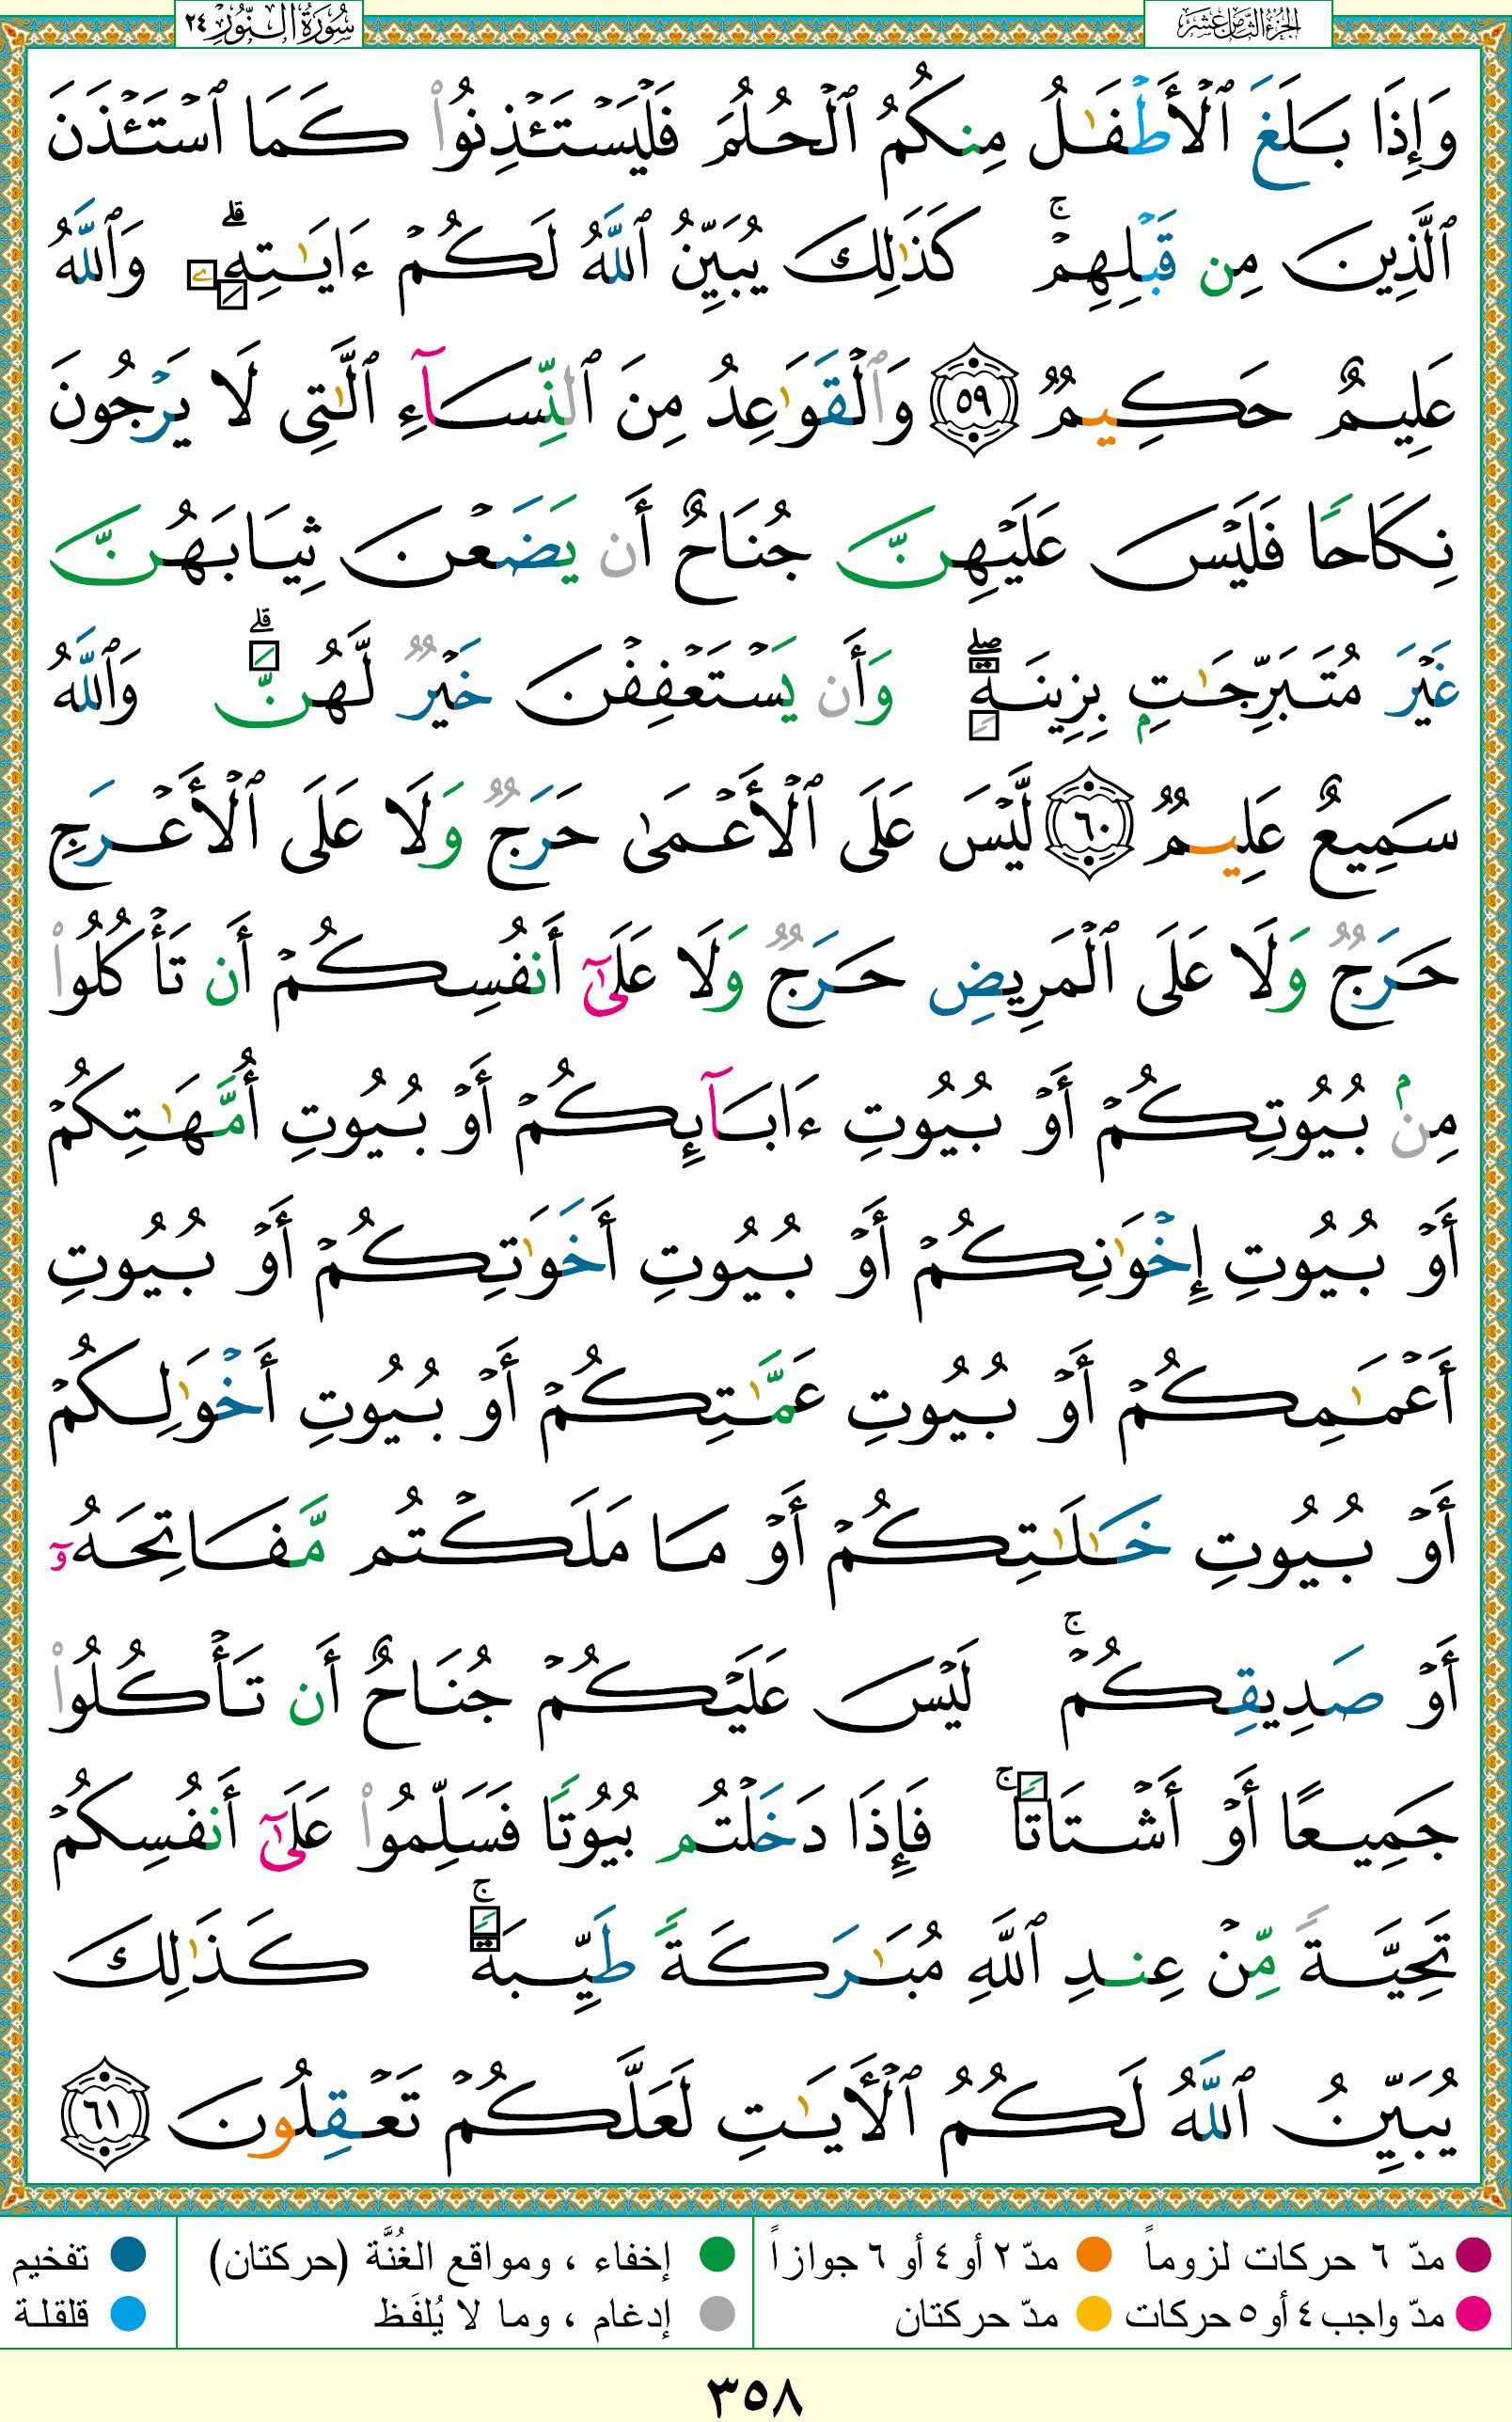 الجزء الثامن عشر
سُورَةُ النُّورِ ٢٤
وَإِذَا بَلَغَ ٱلْأَطْفَـٰلُ مِنكُمُ ٱلْحُلُمَ فَلْيَسْتَـْٔذِنُوا۟ كَمَا ٱسْتَـْٔذَنَ
ٱلَّذِينَ مِن قَبْلِهِمْ ۚ كَذَٰلِكَ يُبَيِّنُ ٱللَّهُ لَكُمْ ءَايَـٰتِهِۦ ۗ وَٱللَّهُ
عَلِيمٌ حَكِيمٌ ٥٩ وَٱلْقَوَٰعِدُ مِنَ ٱلنِّسَآءِ ٱلَّـٰتِى لَا يَرْجُونَ
نِكَاحًا فَلَيْسَ عَلَيْهِنَّ جُنَاحٌ أَن يَضَعْنَ ثِيَابَهُنَّ
غَيْرَ مُتَبَرِّجَـٰتٍۭ بِزِينَةٍ ۖ وَأَن يَسْتَعْفِفْنَ خَيْرٌ لَّهُنَّ ۗ وَٱللَّهُ
سَمِيعٌ عَلِيمٌ ٦٠ لَّيْسَ عَلَى ٱلْأَعْمَىٰ حَرَجٌ وَلَا عَلَى ٱلْأَعْرَجِ
حَرَجٌ وَلَا عَلَى ٱلْمَرِيضِ حَرَجٌ وَلَا عَلَىٰٓ أَنفُسِكُمْ أَن تَأْكُلُوا۟
مِنۢ بُيُوتِكُمْ أَوْ بُيُوتِ ءَابَآئِكُمْ أَوْ بُيُوتِ أُمَّهَـٰتِكُمْ
أَوْ بُيُوتِ إِخْوَٰنِكُمْ أَوْ بُيُوتِ أَخَوَٰتِكُمْ أَوْ بُيُوتِ
أَعْمَـٰمِكُمْ أَوْ بُيُوتِ عَمَّـٰتِكُمْ أَوْ بُيُوتِ أَخْوَٰلِكُمْ
أَوْ بُيُوتِ خَـٰلَـٰتِكُمْ أَوْ مَا مَلَكْتُم مَّفَاتِحَهُۥٓ
أَوْ صَدِيقِكُمْ ۚ لَيْسَ عَلَيْكُمْ جُنَاحٌ أَن تَأْكُلُوا۟
جَمِيعًا أَوْ أَشْتَاتًا ۚ فَإِذَا دَخَلْتُم بُيُوتًا فَسَلِّمُوا۟ عَلَىٰٓ أَنفُسِكُمْ
تَحِيَّةً مِّنْ عِندِ ٱللَّهِ مُبَـٰرَكَةً طَيِّبَةً ۚ كَذَٰلِكَ
يُبَيِّنُ ٱللَّهُ لَكُمُ ٱلْـَٔايَـٰتِ لَعَلَّكُمْ تَعْقِلُونَ ٦١
مدّ ٦ حركات لزوماً
مدّ ٢ أو ٤ أو ٦ جوازاً
إخفاء ، ومواقع الغُنَّة (حركتان)
تفخيم
مدّ واجب ٤ أو ٥ حركات
مدّ حركتان
إدغام ، وما لا يُلفَظ
قلقلة
٣٥٨